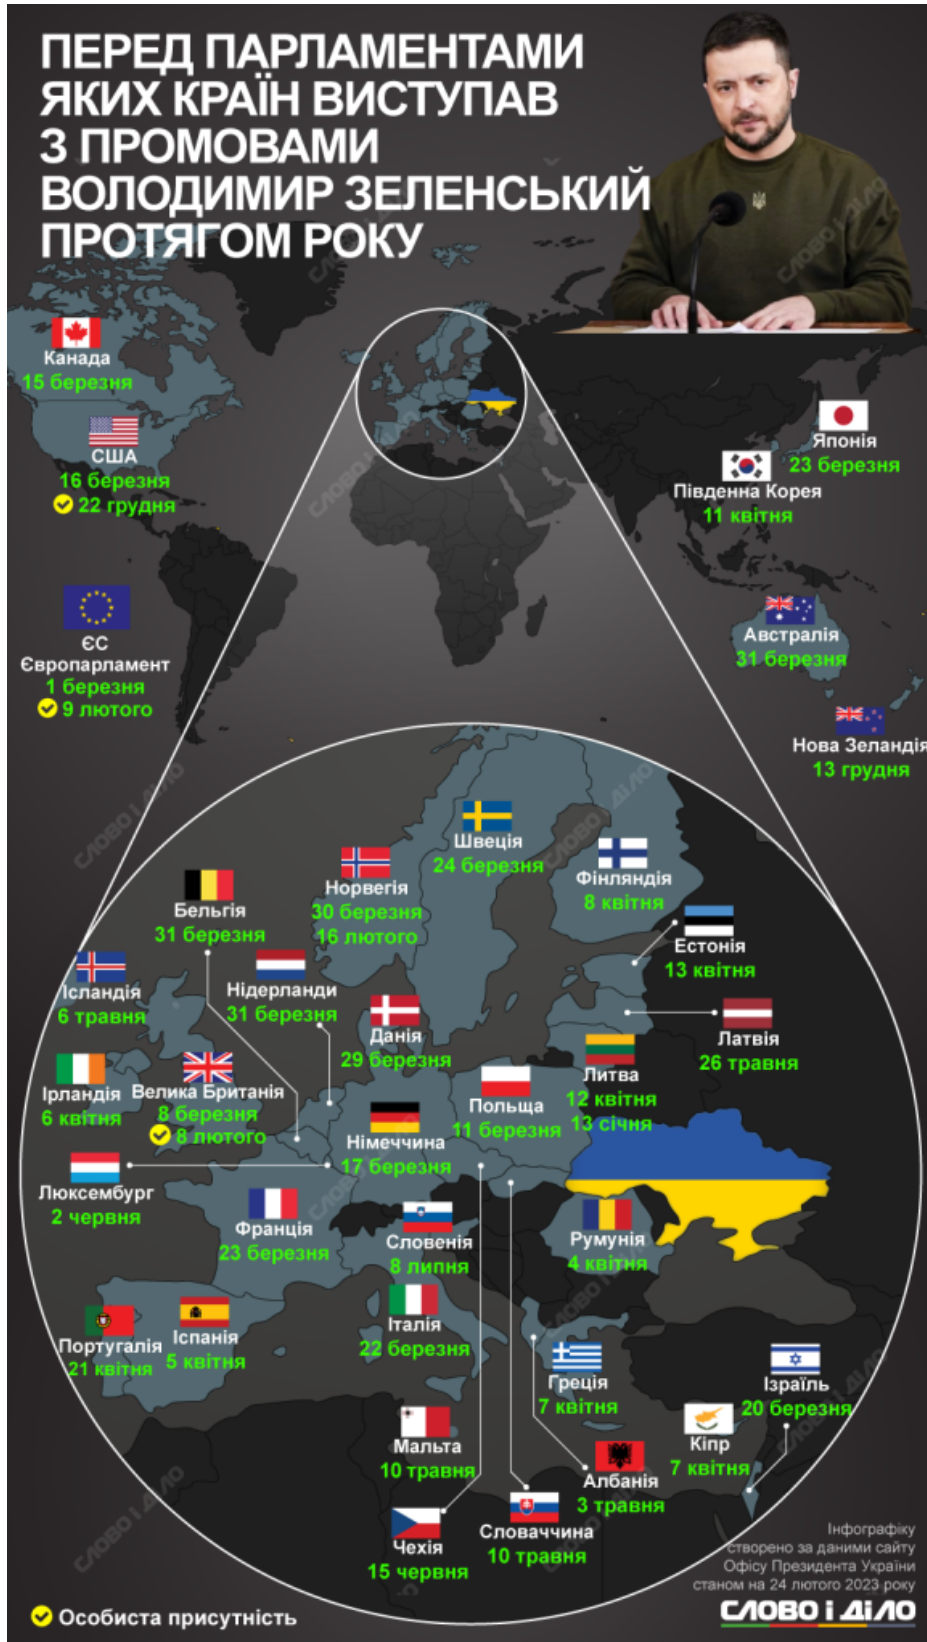 ПЕРЕД ПАРЛАМЕНТАМИ
ЯКИХ КРАЇН ВИСТУПАВ
З ПРОМОВАМИ
ВОЛОДИМИР ЗЕЛЕНСЬКИЙ
ПРОТЯГОМ РОКУ
Канада
15 березня
США
16 березня
22 грудня
Японія
23 березня
Південна Корея
11 квітня
ЄС
Європарламент
1 березня
9 лютого
Австралія
31 березня
Нова Зеландія
13 грудня
Швеція
24 березня
Норвегія
30 березня
16 лютого
Фінляндія
8 квітня
Бельгія
31 березня
Естонія
13 квітня
Ісландія
6 травня
Нідерланди
31 березня
Данія
29 березня
Латвія
26 травня
Ірландія
6 квітня
Велика Британія
8 березня
8 лютого
Литва
12 квітня
13 січня
Польща
11 березня
Німеччина
17 березня
Люксембург
2 червня
Франція
23 березня
Словенія
8 липня
Румунія
4 квітня
Португалія
21 квітня
Іспанія
5 квітня
Італія
22 березня
Греція
7 квітня
Ізраїль
20 березня
Кіпр
7 квітня
Мальта
10 травня
Албанія
3 травня
Чехія
15 червня
Словаччина
10 травня
Інфографіку
створено за даними сайту
Офісу Президента України
станом на 24 лютого 2023 року
СЛОВО і ДІЛО
Особиста присутність